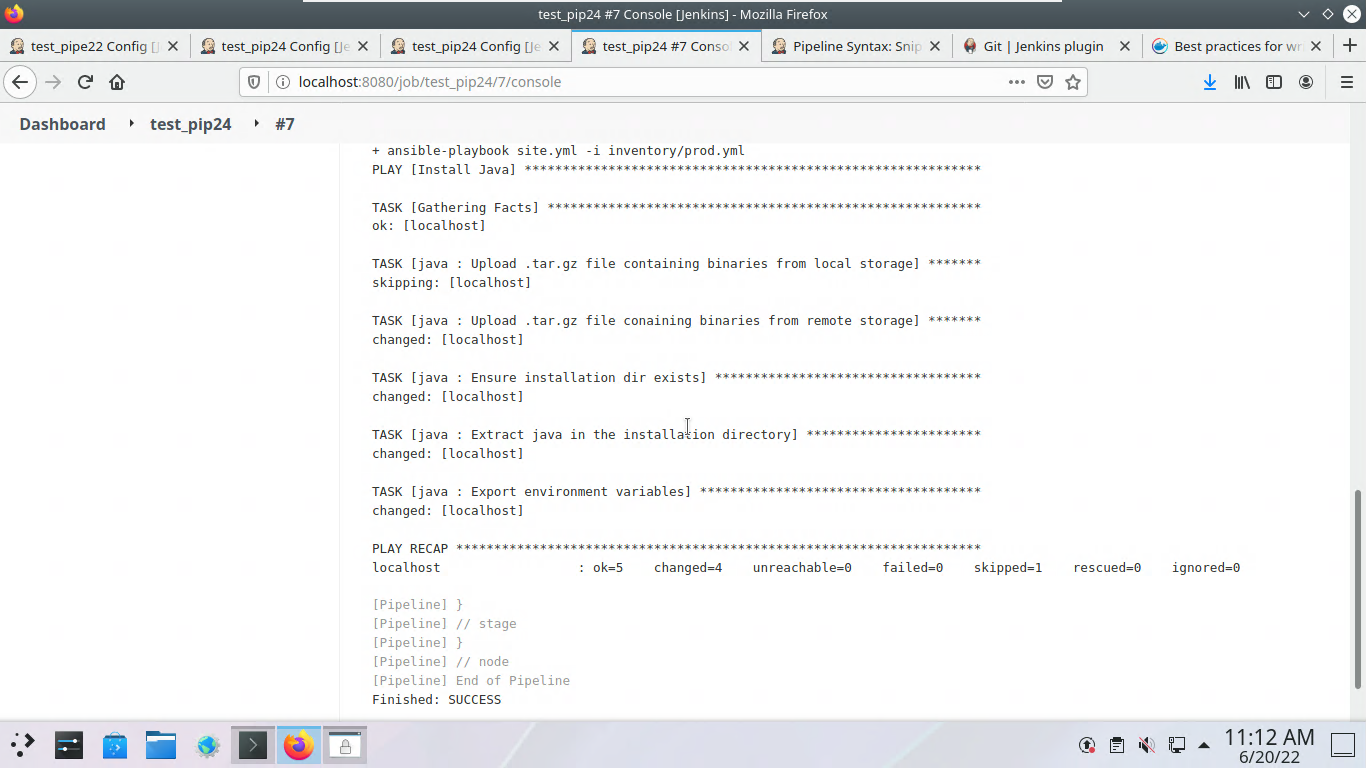 test_pip24 #7 Console [Jenkins] - Mozilla Firefox
test_pipe22 Config [J
test_pip24 Config [Je
test_pip24 Config [Je
test_pip24 #7 Conso
Pipeline Syntax: Snip
Git | Jenkins plugin
Best practices for wr
localhost:8080/job/test_pip24/7/console
Dashboard test_pip24 #7
+ ansible-playbook site.yml -i inventory/prod.yml
PLAY [Install Java] ************************************************************
TASK [Gathering Facts] *********************************************************
ok: [localhost]
TASK [java : Upload .tar.gz file containing binaries from local storage] *******
skipping: [localhost]
TASK [java : Upload .tar.gz file conaining binaries from remote storage] *******
changed: [localhost]
TASK [java : Ensure installation dir exists] ***********************************
changed: [localhost]
TASK [java : Extract java in the installation directory] ***********************
changed: [localhost]
TASK [java : Export environment variables] *************************************
changed: [localhost]
PLAY RECAP *********************************************************************
localhost : ok=5 changed=4 unreachable=0 failed=0 skipped=1 rescued=0 ignored=0
[Pipeline] }
[Pipeline] // stage
[Pipeline] }
[Pipeline] // node
[Pipeline] End of Pipeline
Finished: SUCCESS
11:12 AM
6/20/22